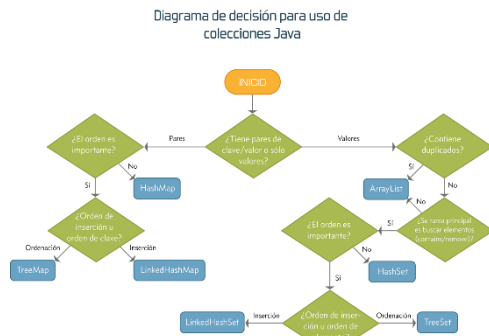 Diagrama de decisión para uso de
colecciones Java
INICIO
¿El orden es
importante?
Pares
¿Tiene pares de
clave/valor o sólo
valores?
Valores
¿Contiene
duplicados?
No
Sí
HashMap
Sí
ArrayList
No
No
¿Orden de
inserción u
orden de clave?
¿El orden es
importante?
Sí
¿Su tarea principal
es buscar elementos
(contains/remove)?
Ordenación
Inserción
No
TreeMap
LinkedHashMap
HashSet
Sí
LinkedHashSet
Inserción
¿Orden de inser-
ción u orden de
Ordenación
TreeSet